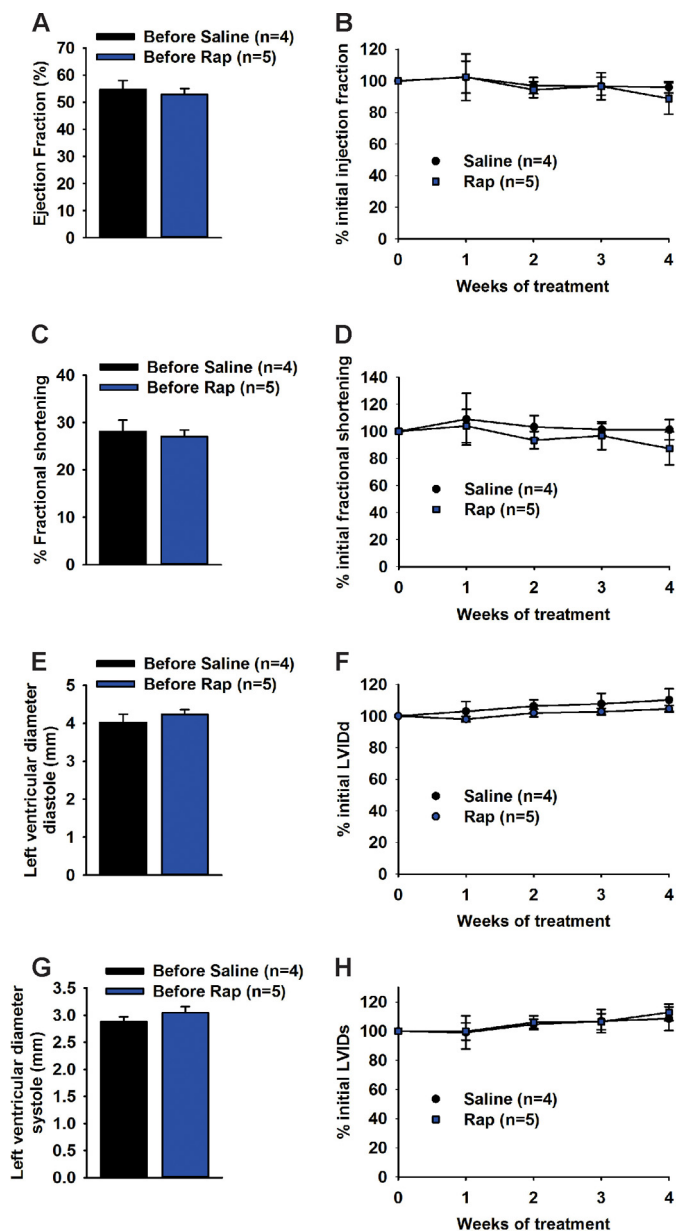 A
Before Saline (n=4)
Before Rap (n=5)
Ejection Fraction (%)
70
60
50
40
30
20
10
0
B
% initial injection fraction
120
100
80
60
40
20
0
Saline (n=4)
Rap (n=5)
0 1 2 3 4
Weeks of treatment
C
Before Saline (n=4)
Before Rap (n=5)
% Fractional shortening
40
30
20
10
0
D
% initial fractional shortening
140
120
100
80
60
40
20
0
Saline (n=4)
Rap (n=5)
0 1 2 3 4
Weeks of treatment
E
Before Saline (n=4)
Before Rap (n=5)
Left ventricular diameter
diastole (mm)
5
4
3
2
1
0
F
% initial LVIDd
120
100
80
60
40
20
0
Saline (n=4)
Rap (n=5)
0 1 2 3 4
Weeks of treatment
G
Before Saline (n=4)
Before Rap (n=5)
Left ventricular diameter
systole (mm)
3.5
3.0
2.5
2.0
1.5
1.0
0.5
0.0
H
% initial LVIDs
120
100
80
60
40
20
0
Saline (n=4)
Rap (n=5)
0 1 2 3 4
Weeks of treatment